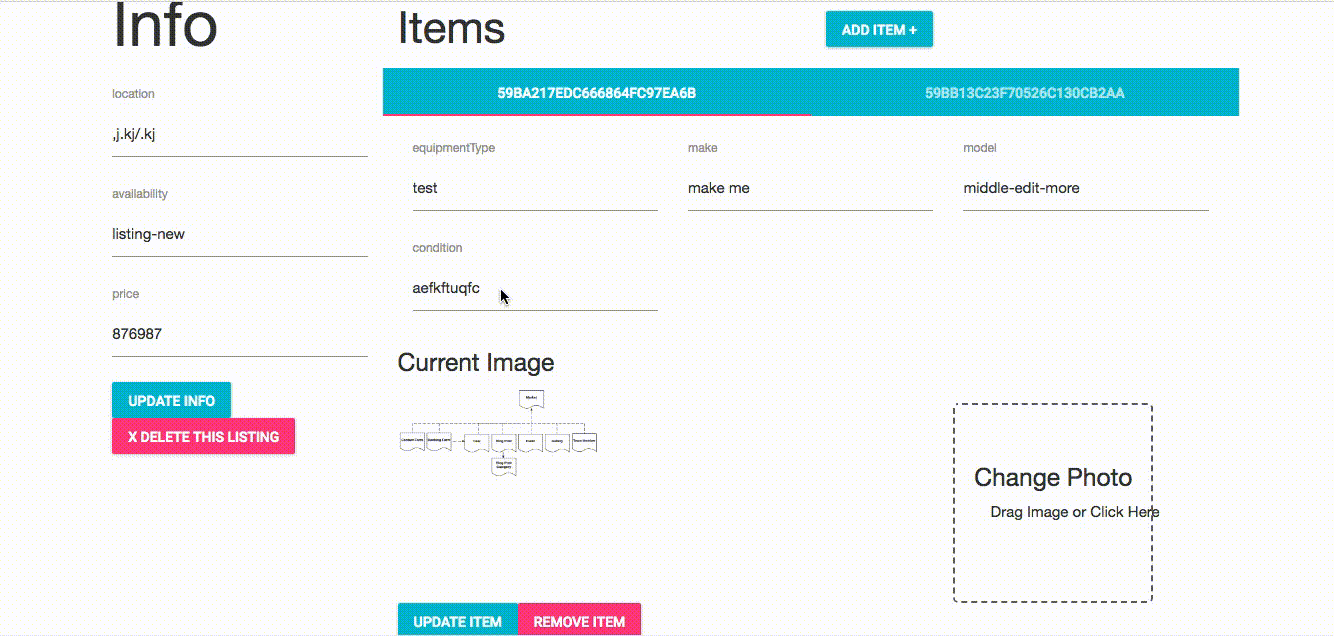 Info
location
,j.kj/.kj
availability
listing-new
price
876987
UPDATE INFO
X DELETE THIS LISTING
Items
ADD ITEM +
59BA217EDC666864FC97EA6B
59BB13C23F70526C130CB2AA
equipmentType
test
make
make me
model
middle-edit-more
condition
aefkftuqfc
Current Image
Change Photo
Drag Image or Click Here
UPDATE ITEM
REMOVE ITEM